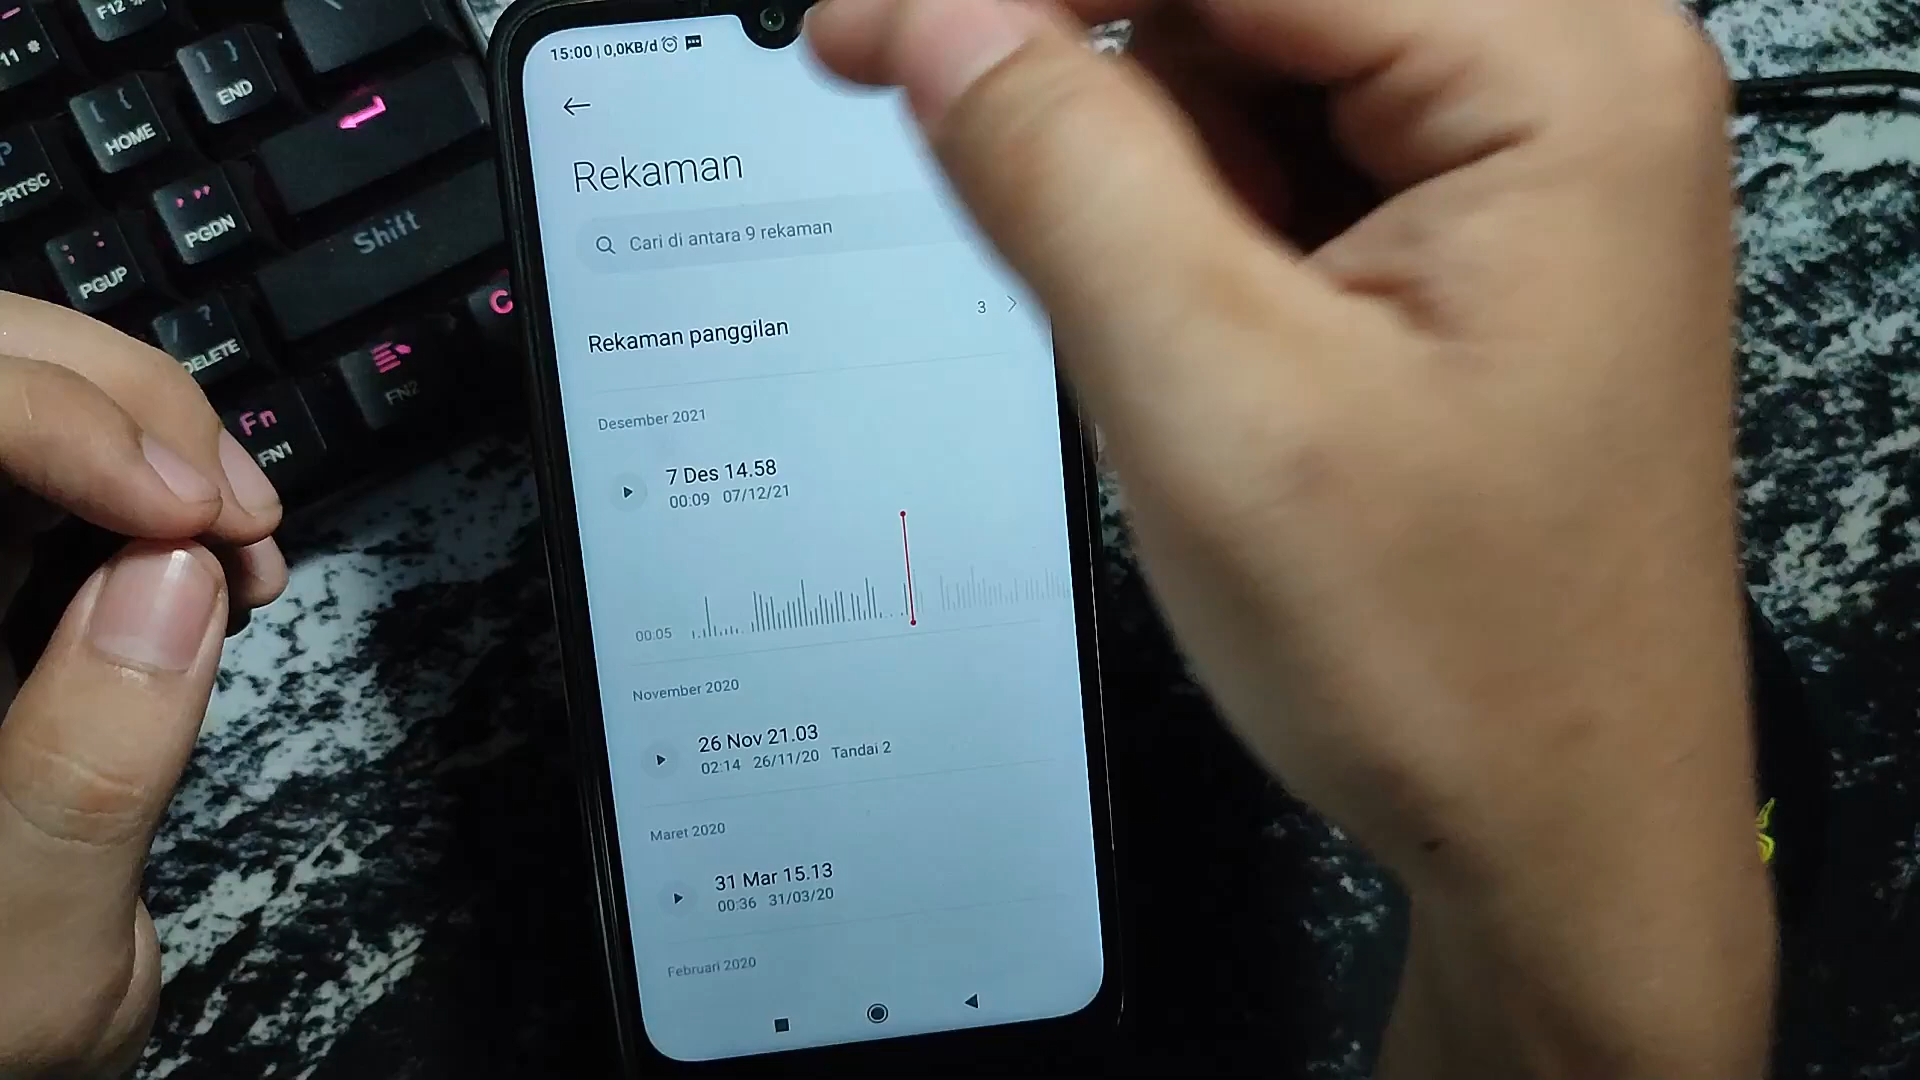 F12
11 *
END
HOME
PRTSC
PGDN
Shift
PGUP
DELETE
FN2
Fn
FN1
C
15:00 | 0,0KB/d
Rekaman
Cari di antara 9 rekaman
Rekaman panggilan
3
Desember 2021
7 Des 14.58
00:09 07/12/21
00:05
November 2020
26 Nov 21.03
02:14 26/11/20 Tandai 2
Maret 2020
31 Mar 15.13
00:36 31/03/20
Februari 2020